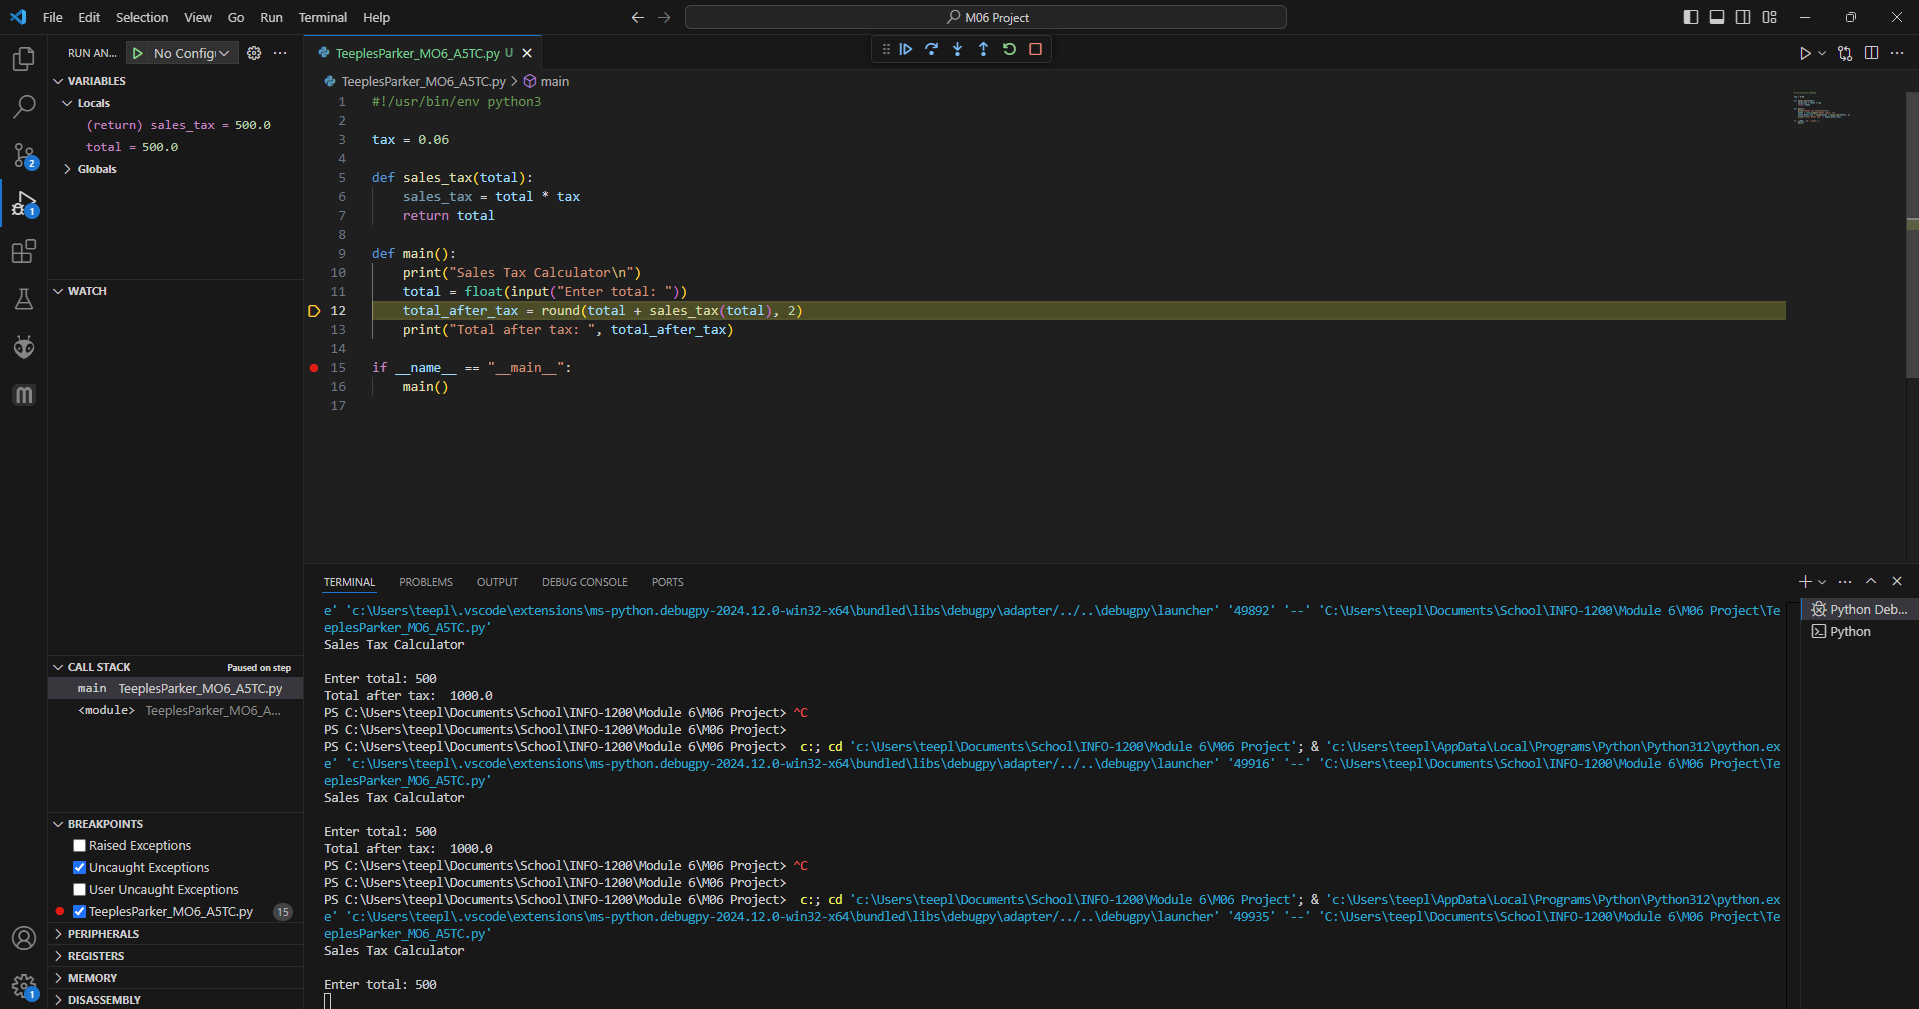 File Edit Selection View Go Run Terminal Help
M06 Project
RUN AN... No Config
VARIABLES
Locals
(return) sales_tax = 500.0
total = 500.0
Globals
WATCH
CALL STACK Paused on step
main TeeplesParker_MO6_A5TC.py
<module> TeeplesParker_MO6_A...
BREAKPOINTS
Raised Exceptions
Uncaught Exceptions
User Uncaught Exceptions
TeeplesParker_MO6_A5TC.py 15
PERIPHERALS
REGISTERS
MEMORY
DISASSEMBLY
2
1
1
TeeplesParker_MO6_A5TC.py U
TeeplesParker_MO6_A5TC.py > main
1 #!/usr/bin/env python3
2
3 tax = 0.06
4
5 def sales_tax(total):
6 sales_tax = total * tax
7 return total
8
9 def main():
10 print("Sales Tax Calculator\n")
11 total = float(input("Enter total: "))
12 total_after_tax = round(total + sales_tax(total), 2)
13 print("Total after tax: ", total_after_tax)
14
15 if __name__ == "__main__":
16 main()
17
TERMINAL PROBLEMS OUTPUT DEBUG CONSOLE PORTS
e' 'c:\Users\teepl\.vscode\extensions\ms-python.debugpy-2024.12.0-win32-x64\bundled\libs\debugpy\adapter/../..\debugpy\launcher' '49892' '--' 'C:\Users\teepl\Documents\School\INFO-1200\Module 6\M06 Project\Te
eplesParker_MO6_A5TC.py'
Sales Tax Calculator
Enter total: 500
Total after tax:  1000.0
PS C:\Users\teepl\Documents\School\INFO-1200\Module 6\M06 Project> ^C
PS C:\Users\teepl\Documents\School\INFO-1200\Module 6\M06 Project>
PS C:\Users\teepl\Documents\School\INFO-1200\Module 6\M06 Project>  c:; cd 'c:\Users\teepl\Documents\School\INFO-1200\Module 6\M06 Project'; & 'c:\Users\teepl\AppData\Local\Programs\Python\Python312\python.ex
e' 'c:\Users\teepl\.vscode\extensions\ms-python.debugpy-2024.12.0-win32-x64\bundled\libs\debugpy\adapter/../..\debugpy\launcher' '49916' '--' 'C:\Users\teepl\Documents\School\INFO-1200\Module 6\M06 Project\Te
eplesParker_MO6_A5TC.py'
Sales Tax Calculator
Enter total: 500
Total after tax:  1000.0
PS C:\Users\teepl\Documents\School\INFO-1200\Module 6\M06 Project> ^C
PS C:\Users\teepl\Documents\School\INFO-1200\Module 6\M06 Project>
PS C:\Users\teepl\Documents\School\INFO-1200\Module 6\M06 Project>  c:; cd 'c:\Users\teepl\Documents\School\INFO-1200\Module 6\M06 Project'; & 'c:\Users\teepl\AppData\Local\Programs\Python\Python312\python.ex
e' 'c:\Users\teepl\.vscode\extensions\ms-python.debugpy-2024.12.0-win32-x64\bundled\libs\debugpy\adapter/../..\debugpy\launcher' '49935' '--' 'C:\Users\teepl\Documents\School\INFO-1200\Module 6\M06 Project\Te
eplesParker_MO6_A5TC.py'
Sales Tax Calculator
Enter total: 500
Python Deb...
Python